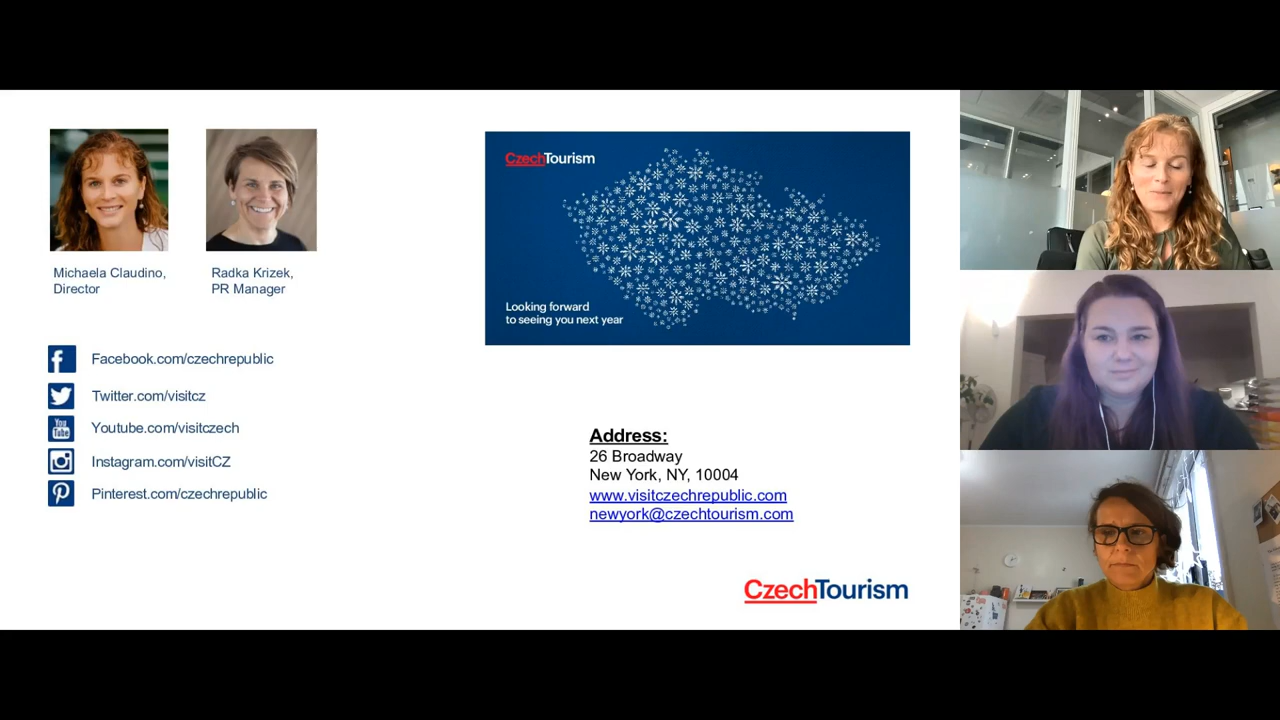 Michaela Claudino,
Director
Radka Krizek,
PR Manager
Facebook.com/czechrepublic
Twitter.com/visitcz
You
Tube
Youtube.com/visitczech
Instagram.com/visitCZ
Pinterest.com/czechrepublic
CzechTourism
Looking forward
to seeing you next year
Address:
26 Broadway
New York, NY, 10004
www.visitczechrepublic.com
newyork@czechtourism.com
CzechTourism